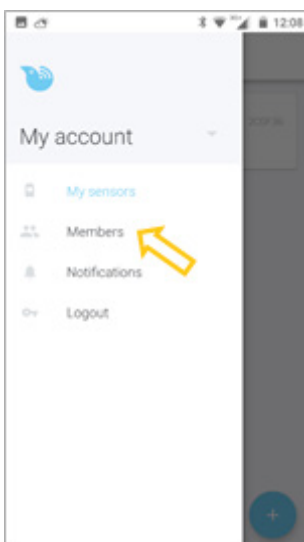 12:08
My account
My sensors
Members
Notifications
Logout
+